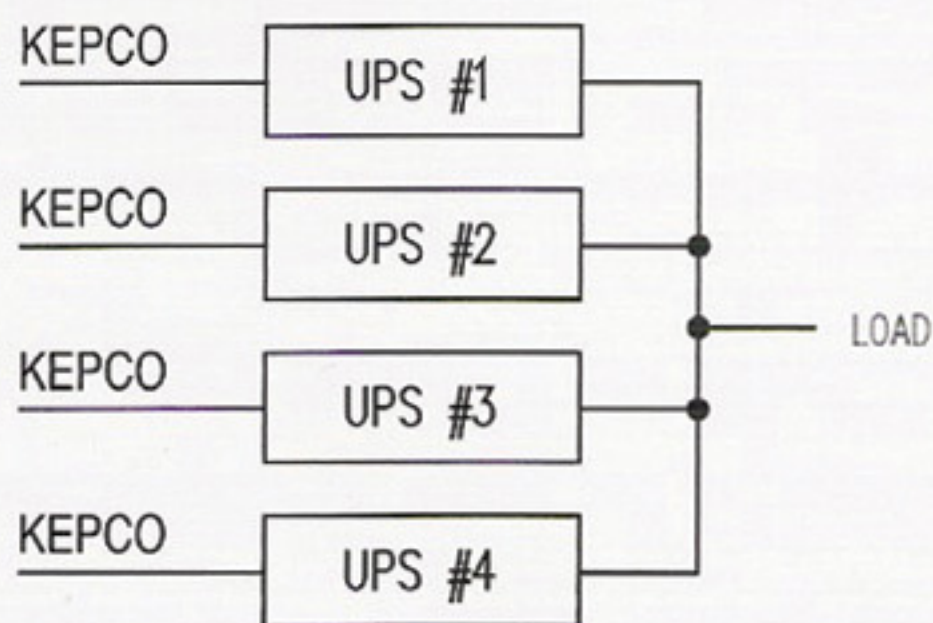 KEPCO
UPS #1
KEPCO
UPS #2
LOAD
KEPCO
UPS #3
KEPCO
UPS #4